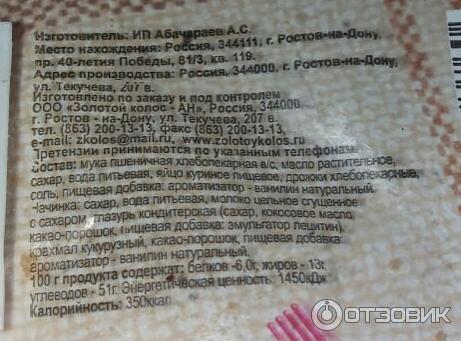 Изготовитель: ИП Абачараев А.С.
Место нахождения: Россия, 344111, г. Ростов-на-Дону,
пр. 40-летия Победы, 81/3, кв. 119.
Адрес производства: Россия, 344000, г. Ростов-на-Дону,
ул. Текучева, 207 в.
Изготовлено по заказу и под контролем
ООО «Золотой колос - АН», Россия, 344000,
г. Ростов - на-Дону, ул. Текучева, 207 в.
тел. (863) 200-13-13, факс (863) 200-13-13,
e-mail: zkolos@mail.ru, www.zolotoykolos.ru
Претензии принимаются по указанным телефонам.
Состав: мука пшеничная хлебопекарная в/с, масло растительное,
сахар, вода питьевая, яйцо куриное пищевое, дрожжи хлебопекарные,
соль, пищевая добавка: ароматизатор - ванилин натуральный.
Начинка: сахар, вода питьевая, молоко цельное сгущенное
с сахаром, глазурь кондитерская (сахар, кокосовое масло,
какао-порошок, пищевая добавка: эмульгатор лецитин),
крахмал кукурузный, какао-порошок, пищевая добавка:
ароматизатор - ванилин натуральный.
100 г продукта содержат: белков -6,0г, жиров - 13г,
углеводов - 51г. Энергетическая ценность: 1450кДж
Калорийность: 350ккал
ОТЗОВИК